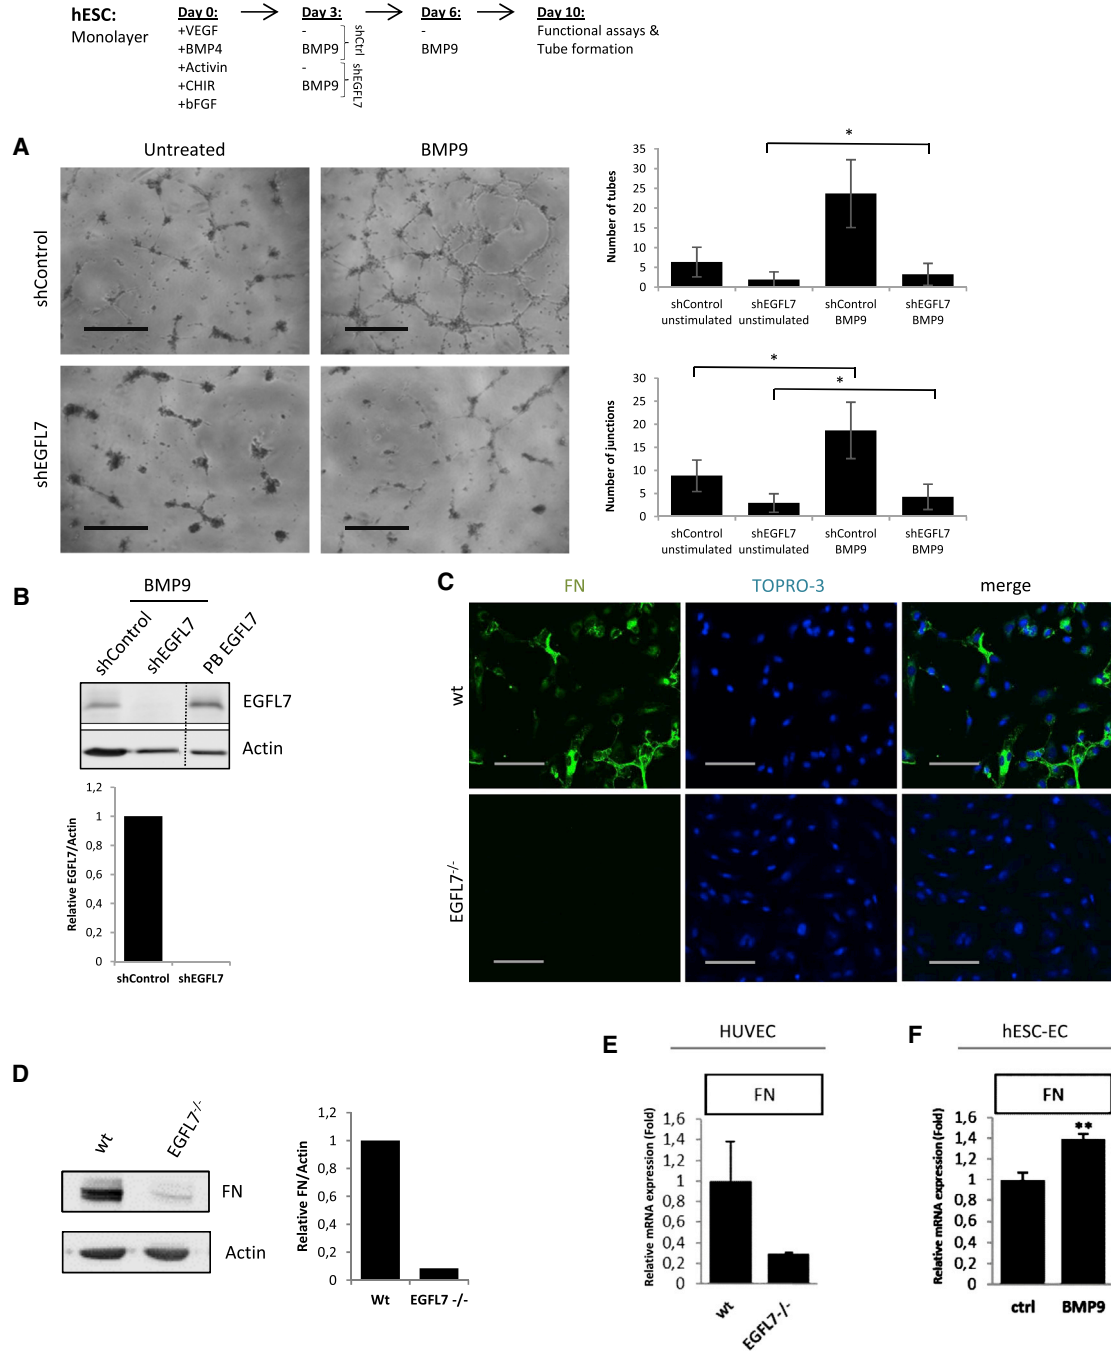 hESC:
Monolayer
Day 0:
+VEGF
+BMP4
+Activin
+CHIR
+bFGF
Day 3:
-
BMP9
-
BMP9
shCtrl
shEGFL7
Day 6:
-
BMP9
Day 10:
Functional assays &
Tube formation
A
Untreated
BMP9
shControl
shEGFL7
Number of tubes
35
30
25
20
15
10
5
0
*
shControl unstimulated
shEGFL7 unstimulated
shControl BMP9
shEGFL7 BMP9
Number of junctions
30
25
20
15
10
5
0
*
*
shControl unstimulated
shEGFL7 unstimulated
shControl BMP9
shEGFL7 BMP9
B
BMP9
shControl
shEGFL7
PB EGFL7
EGFL7
Actin
Relative EGFL7/Actin
1,2
1
0,8
0,6
0,4
0,2
0
shControl
shEGFL7
C
FN
TOPRO-3
merge
wt
EGFL7-/-
D
wt
EGFL7-/-
FN
Actin
Relative FN/Actin
1,2
1
0,8
0,6
0,4
0,2
0
Wt
EGFL7 -/-
E
HUVEC
FN
Relative mRNA expression (Fold)
1,6
1,4
1,2
1
0,8
0,6
0,4
0,2
0
wt
EGFL7-/-
F
hESC-EC
FN
Relative mRNA expression (Fold)
1,6
1,4
1,2
1
0,8
0,6
0,4
0,2
0
**
ctrl
BMP9